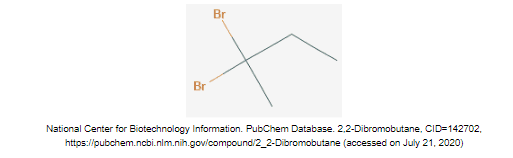 Br
Br
National Center for Biotechnology Information. PubChem Database. 2,2-Dibromobutane, CID=142702,
https://pubchem.ncbi.nlm.nih.gov/compound/2_2-Dibromobutane (accessed on July 21, 2020)